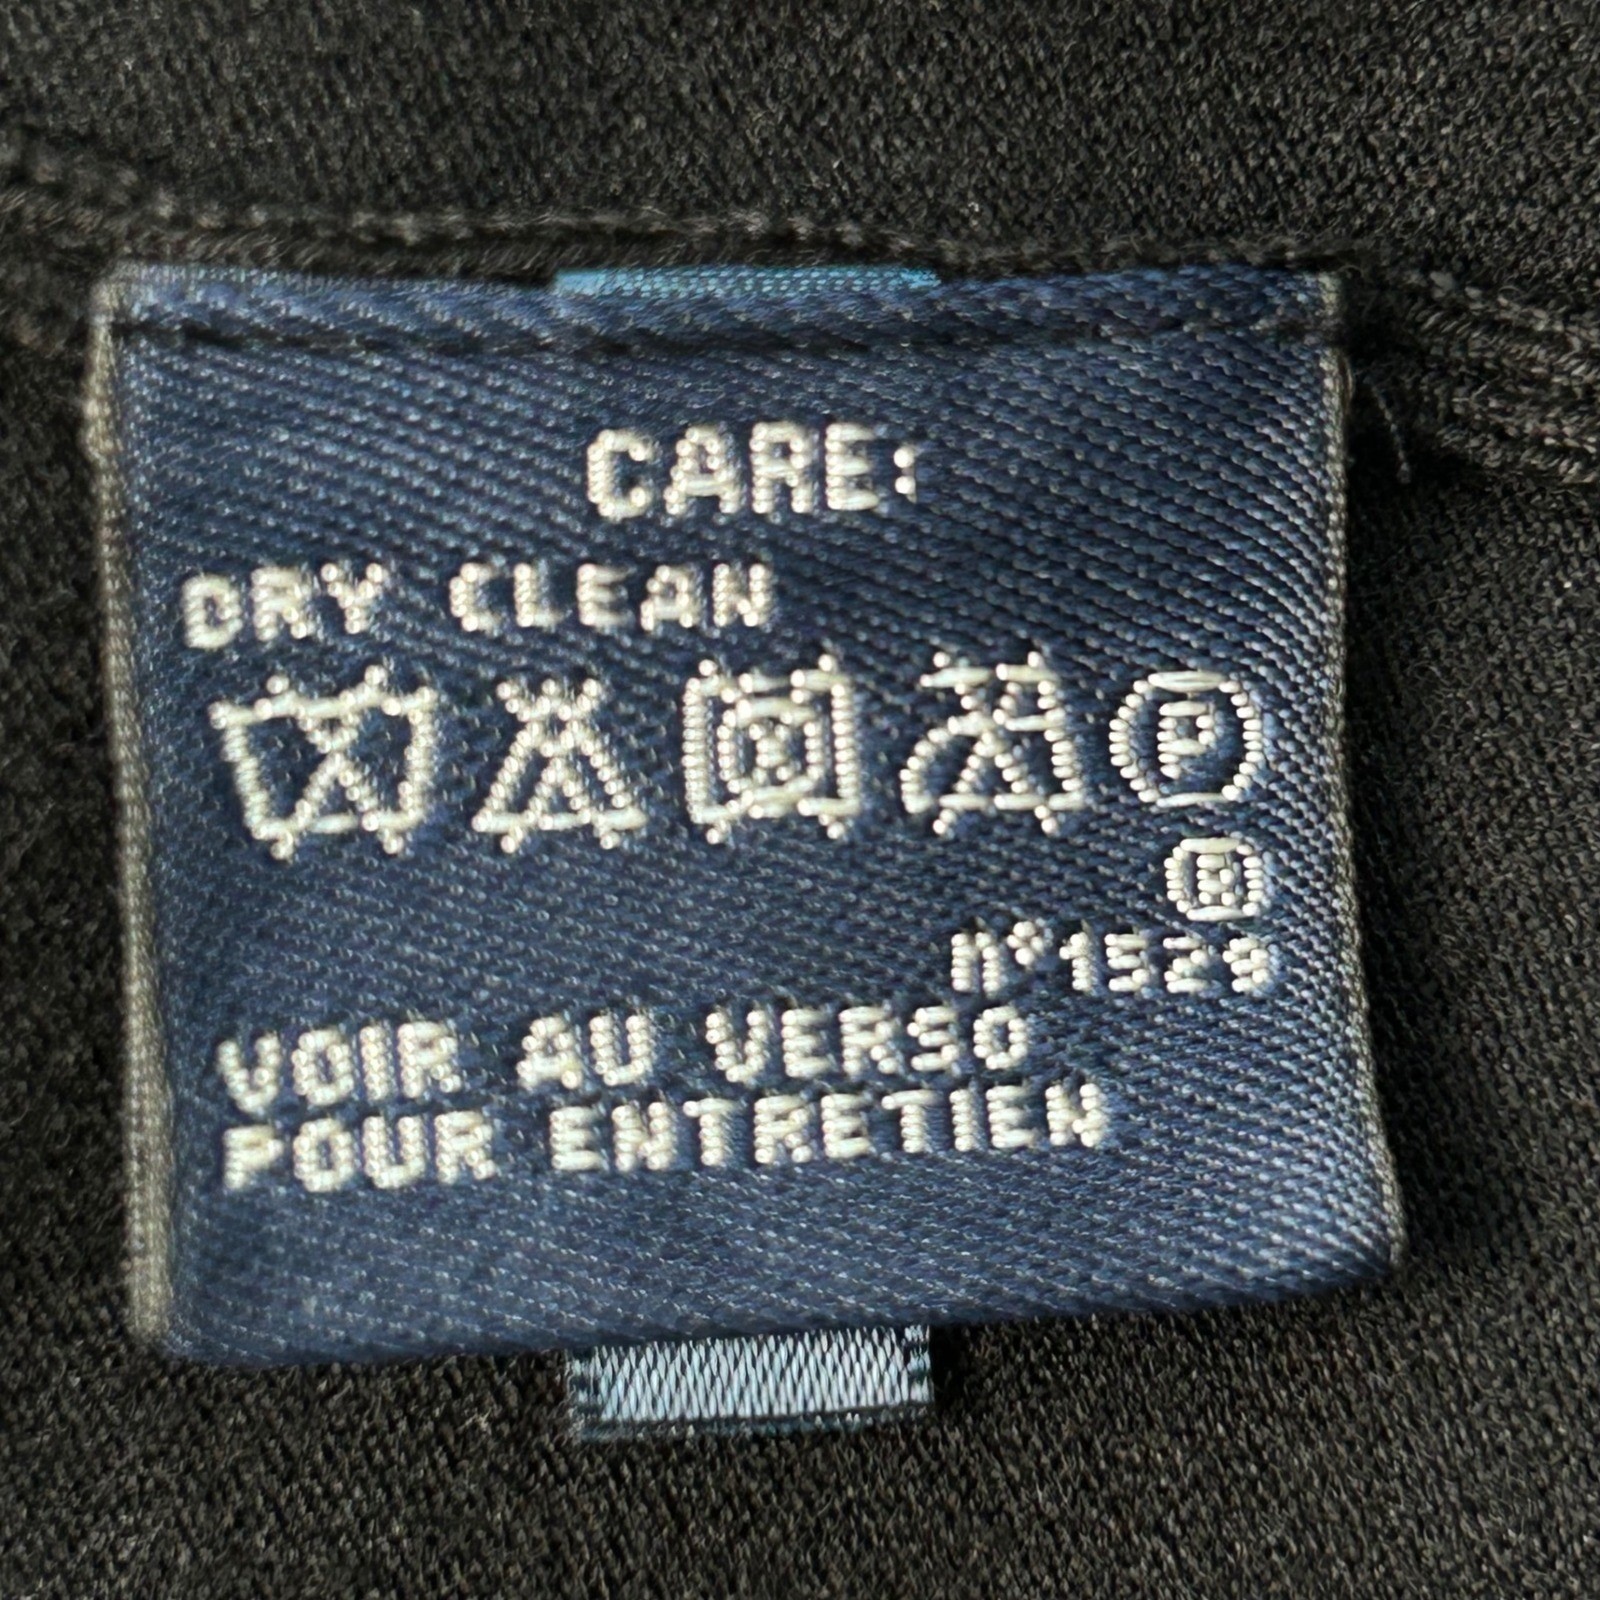 CARE:
DRY CLEAN
P
N°1529
VOIR AU VERSO
POUR ENTRETIEN